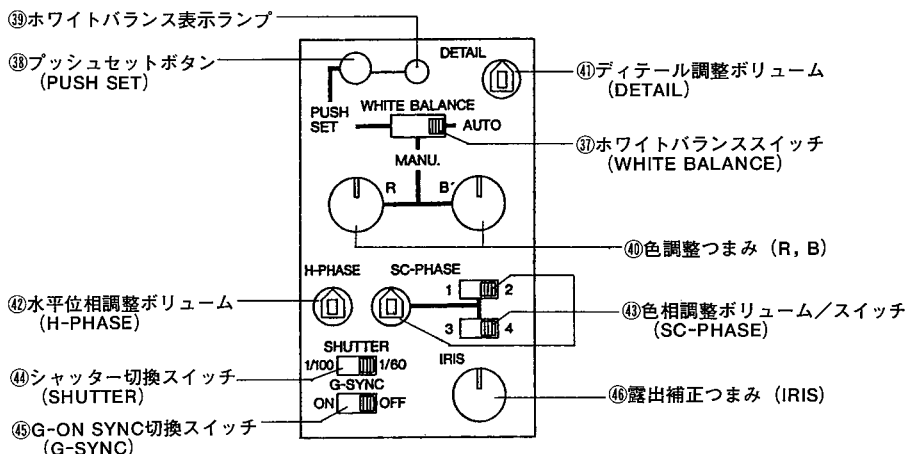 ㊴ホワイトバランス表示ランプ
㊳プッシュセットボタン
(PUSH SET)
DETAIL
㊶ディテール調整ボリューム
(DETAIL)
PUSH
SET
WHITE BALANCE
AUTO
㊲ホワイトバランススイッチ
(WHITE BALANCE)
MANU.
R
B
㊵色調整つまみ (R, B)
H-PHASE
SC-PHASE
1
2
㊷水平位相調整ボリューム
(H-PHASE)
3
4
㊸色相調整ボリューム/スイッチ
(SC-PHASE)
SHUTTER
1/100
1/60
㊹シャッター切換スイッチ
(SHUTTER)
IRIS
G-SYNC
ON
OFF
㊻露出補正つまみ (IRIS)
㊺G-ON SYNC切換スイッチ
(G-SYNC)